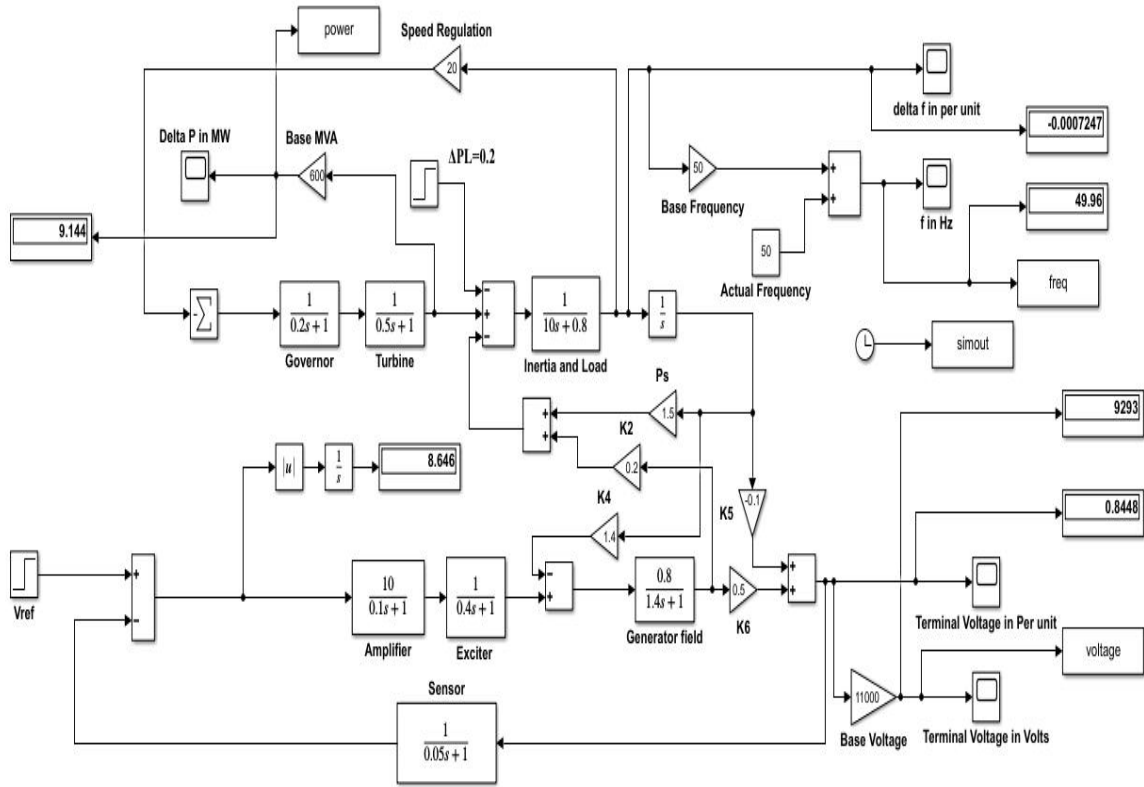 power
Speed Regulation
20
Delta P in MW
Base MVA
600
ΔPL=0.2
delta f in per unit
-0.0007247
50
Base Frequency
+
+
f in Hz
49.96
9.144
50
Actual Frequency
freq
-
Σ
1
0.2s+1
Governor
1
0.5s+1
Turbine
-
+
-
1
10s+0.8
Inertia and Load
1
s
simout
Ps
1.5
+
+
K2
0.2
9293
|u|
1
s
8.646
K4
1.4
K5
-0.1
0.8448
Vref
+
-
10
0.1s+1
Amplifier
1
0.4s+1
Exciter
-
+
0.8
1.4s+1
Generator field
0.5
K6
+
+
Terminal Voltage in Per unit
voltage
11000
Base Voltage
Terminal Voltage in Volts
Sensor
1
0.05s+1